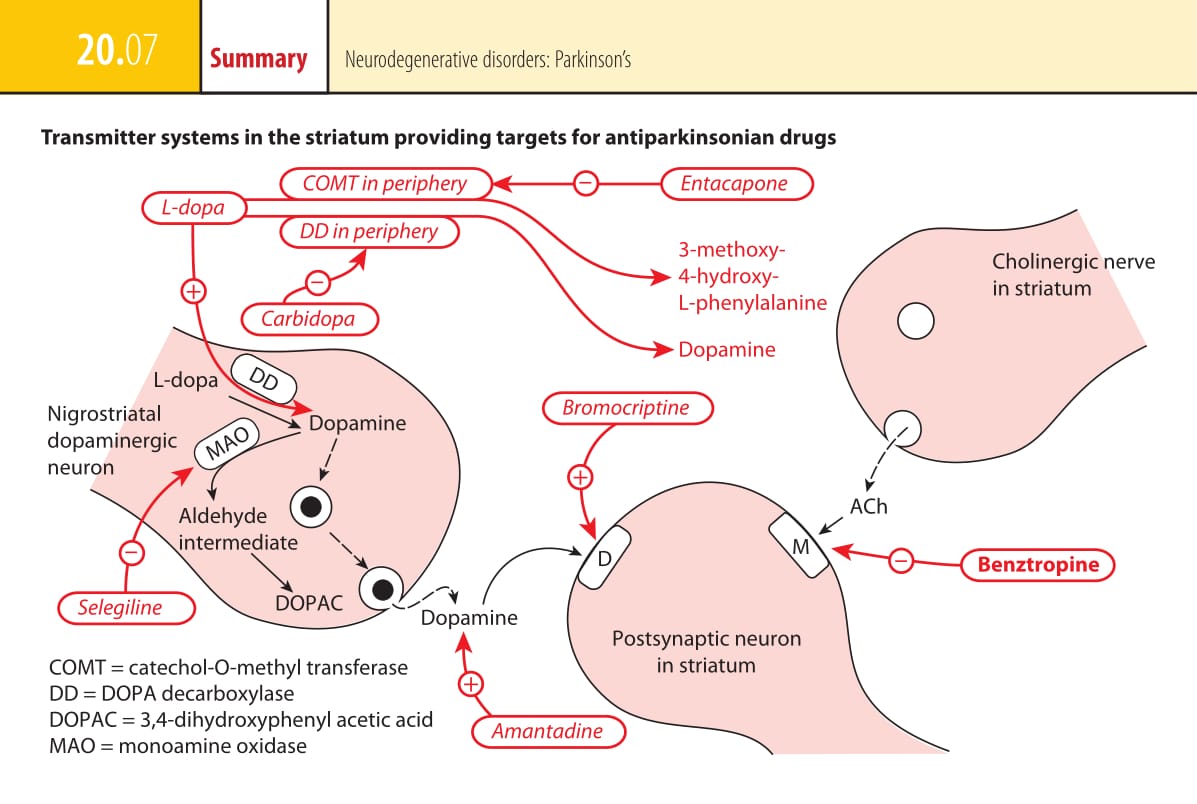 20.07
Summary
Neurodegenerative disorders: Parkinson's
Transmitter systems in the striatum providing targets for antiparkinsonian drugs
COMT in periphery
−
Entacapone
L-dopa
DD in periphery
3-methoxy-
4-hydroxy-
L-phenylalanine
Cholinergic nerve
in striatum
+
−
Carbidopa
Dopamine
L-dopa
DD
Nigrostriatal
dopaminergic
neuron
MAO
Dopamine
Bromocriptine
+
Aldehyde
intermediate
−
DOPAC
Selegiline
Dopamine
D
M
ACh
−
Benztropine
Postsynaptic neuron
in striatum
+
Amantadine
COMT = catechol-O-methyl transferase
DD = DOPA decarboxylase
DOPAC = 3,4-dihydroxyphenyl acetic acid
MAO = monoamine oxidase